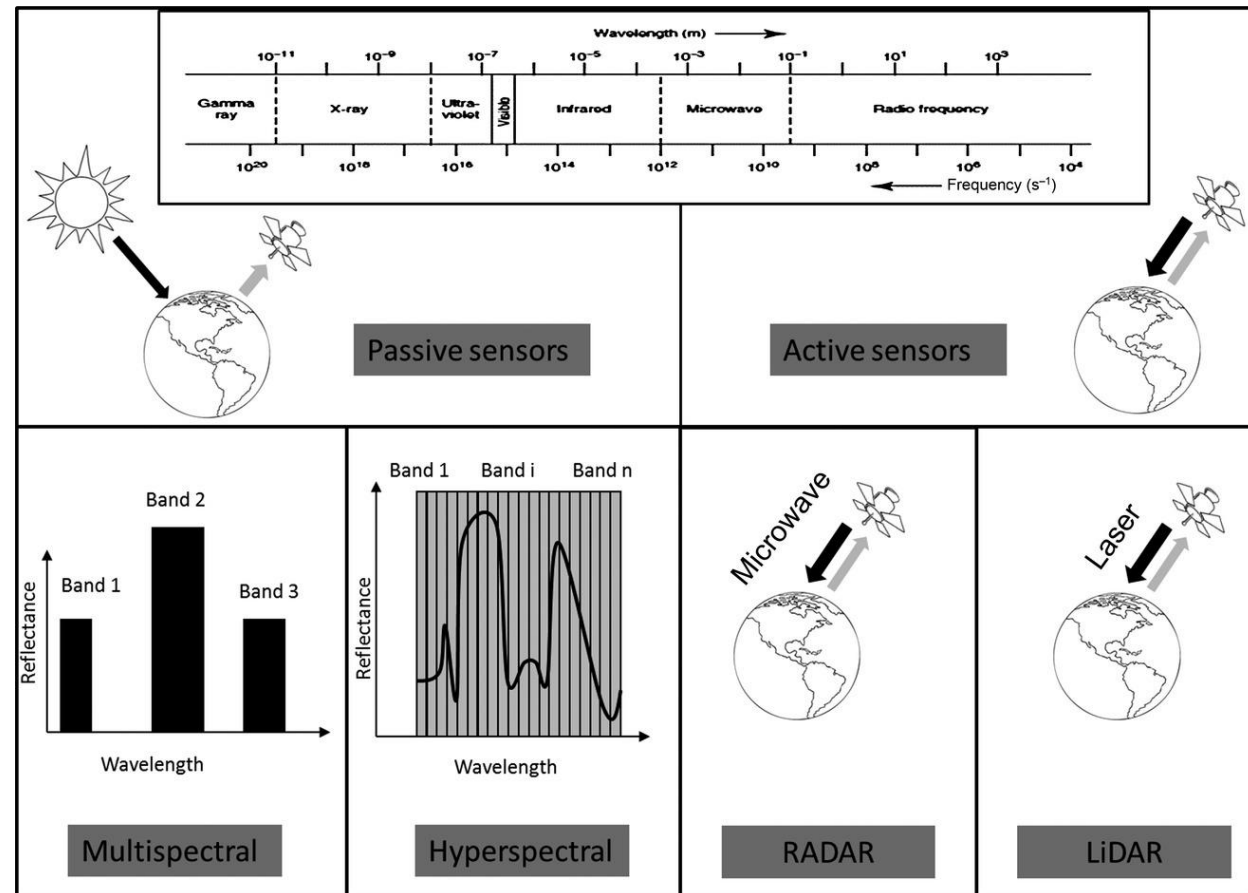 Wavelength (m)
10⁻¹¹ 10⁻⁹ 10⁻⁷ 10⁻⁵ 10⁻³ 10⁻¹ 10¹ 10³
Gamma ray X-ray Ultra-violet Visible Infrared Microwave Radio frequency
10²⁰ 10¹⁸ 10¹⁶ 10¹⁴ 10¹² 10¹⁰ 10⁸ 10⁶ 10⁴
Frequency (s⁻¹)
Passive sensors
Active sensors
Band 1
Band 2
Band 3
Reflectance
Wavelength
Multispectral
Band 1 Band i Band n
Reflectance
Wavelength
Hyperspectral
Microwave
RADAR
Laser
LiDAR